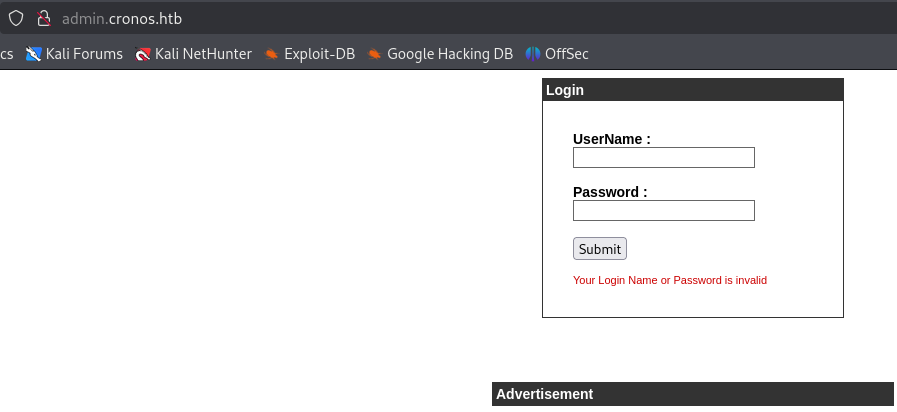 admin.cronos.htb
cs Kali Forums Kali NetHunter Exploit-DB Google Hacking DB OffSec
Login
UserName :
Password :
Submit
Your Login Name or Password is invalid
Advertisement